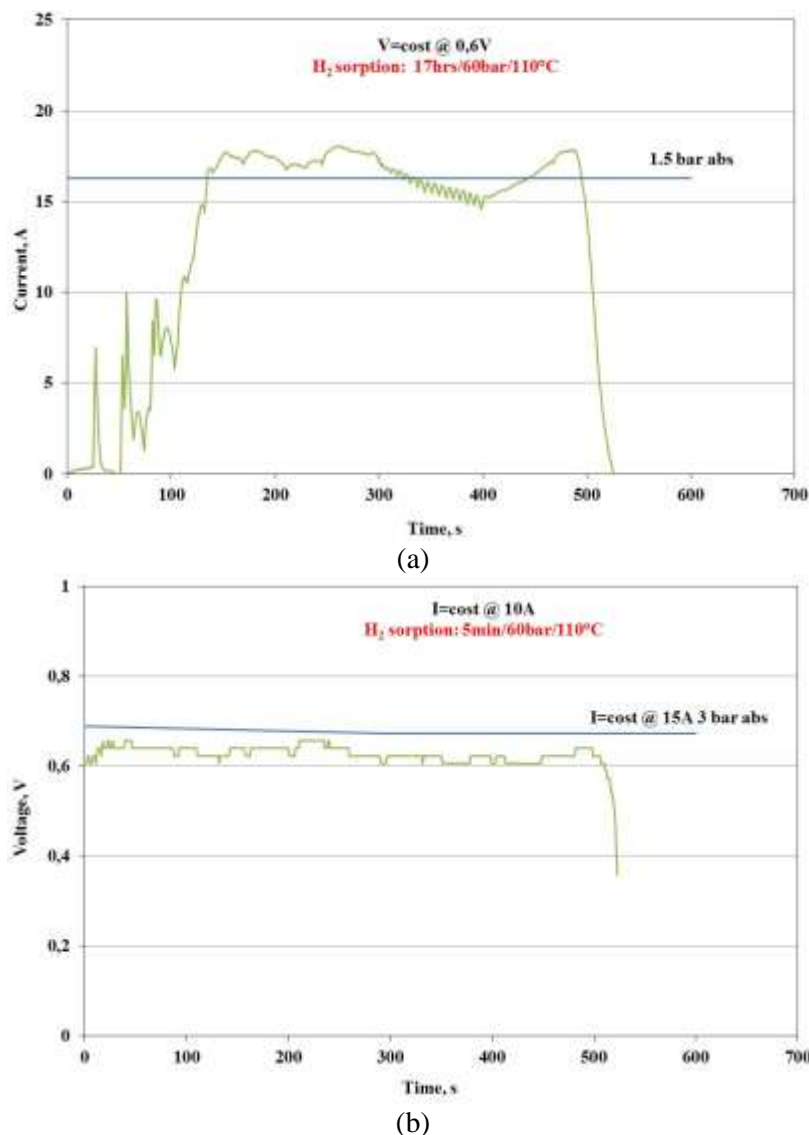 25
V=cost @ 0,6V
H₂ sorption: 17hrs/60bar/110°C
20
1.5 bar abs
15
Current, A
10
5
0
0 100 200 300 400 500 600 700
Time, s
(a)
1
I=cost @ 10A
H₂ sorption: 5min/60bar/110°C
0,8
I=cost @ 15A 3 bar abs
0,6
Voltage, V
0,4
0,2
0
0 100 200 300 400 500 600 700
Time, s
(b)